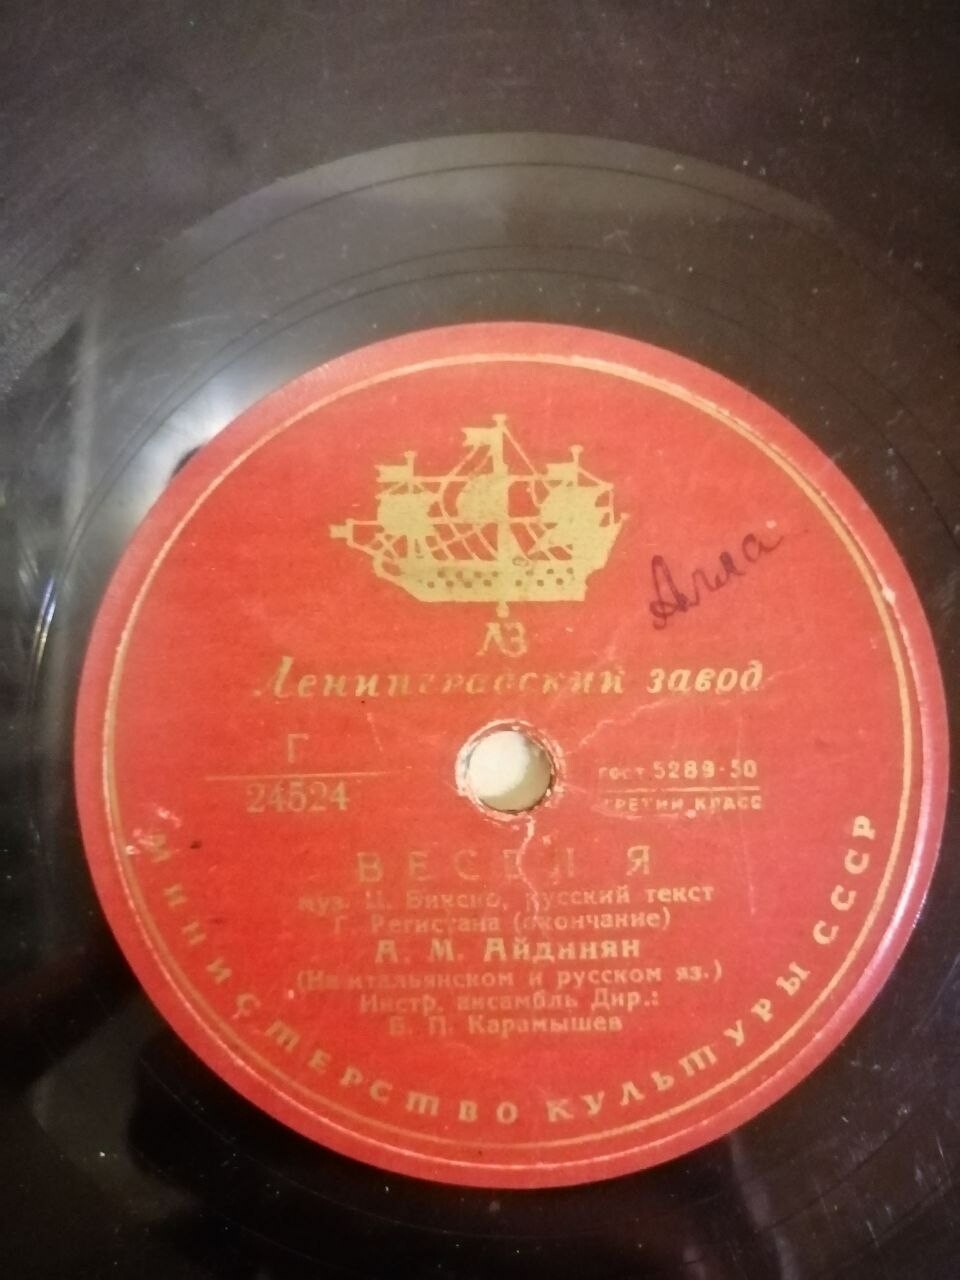 ЛЗ
Ленинградский завод
Г
24524
ГОСТ 5289-50
ТРЕТИЙ КЛАСС
ВЕСЕЛ Я
муз. Ц. Биксио, русский текст
Г. Регистана (окончание)
А. М. Айдинян
(На итальянском и русском яз.)
Инстр. ансамбль Дир.:
Б. П. Карамышев
МИНИСТЕРСТВО КУЛЬТУРЫ СССР